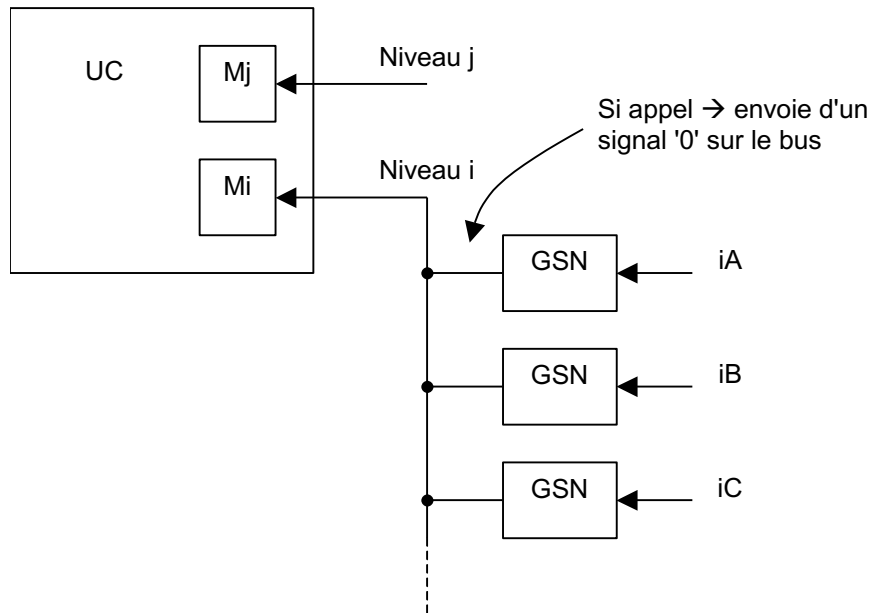 UC
Mj
Niveau j
Si appel → envoie d'un
signal '0' sur le bus
Mi
Niveau i
GSN
iA
GSN
iB
GSN
iC